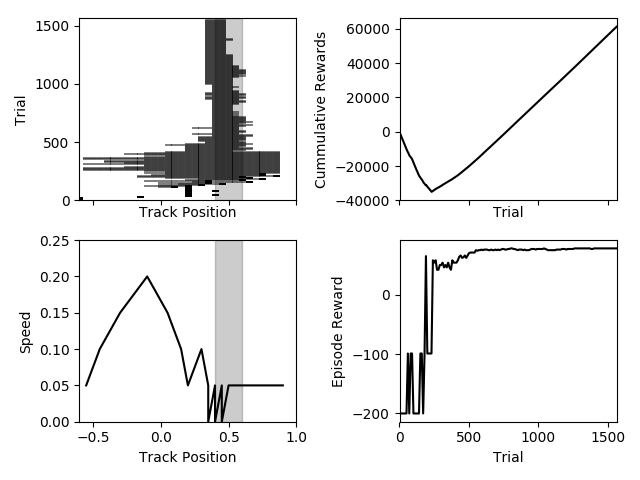 1500
1000
500
0
Trial
Track Position
60000
40000
20000
0
−20000
−40000
Cummulative Rewards
Trial
0.25
0.20
0.15
0.10
0.05
0.00
Speed
−0.5 0.0 0.5 1.0
Track Position
0
−100
−200
Episode Reward
0 500 1000 1500
Trial